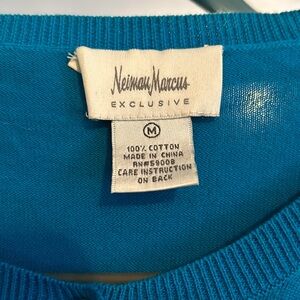 Neiman Marcus
EXCLUSIVE
M
100% COTTON
MADE IN CHINA
RN#59008
CARE INSTRUCTION
ON BACK